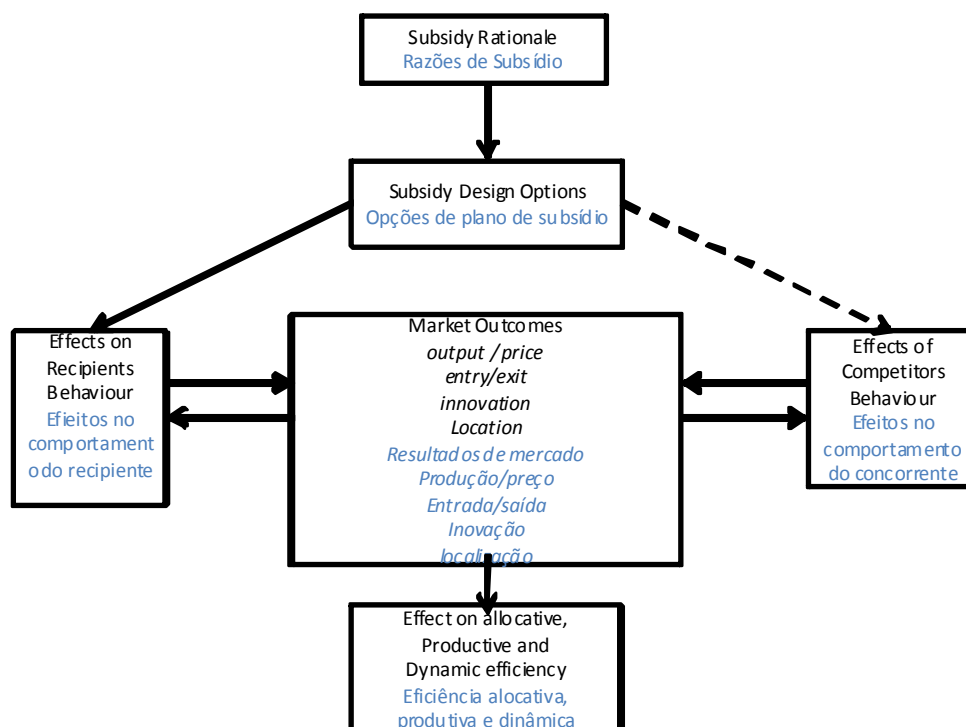 Subsidy Rationale
Razões de Subsídio
Subsidy Design Options
Opções de plano de subsídio
Effects on
Recipients
Behaviour
Efieitos no
comportament
odo recipiente
Market Outcomes
output /price
entry/exit
innovation
Location
Resultados de mercado
Produção/preço
Entrada/saída
Inovação
localização
Effects of
Competitors
Behaviour
Efeitos no
comportamento
do concorrente
Effect on allocative,
Productive and
Dynamic efficiency
Eficiência alocativa,
produtiva e dinâmica